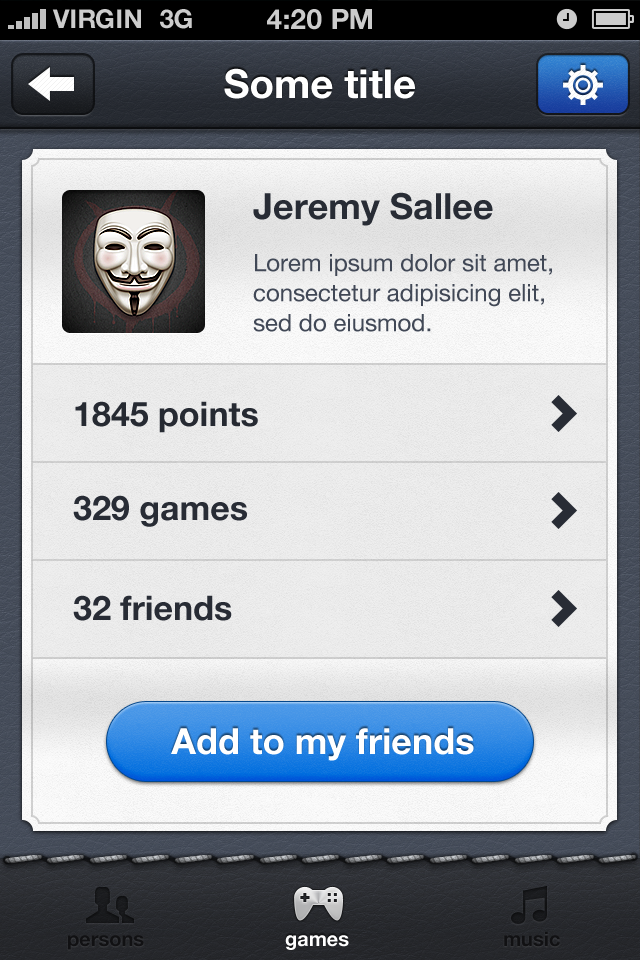 VIRGIN 3G 4:20 PM
Some title
Jeremy Sallee
Lorem ipsum dolor sit amet,
consectetur adipisicing elit,
sed do eiusmod.
1845 points
329 games
32 friends
Add to my friends
persons games music